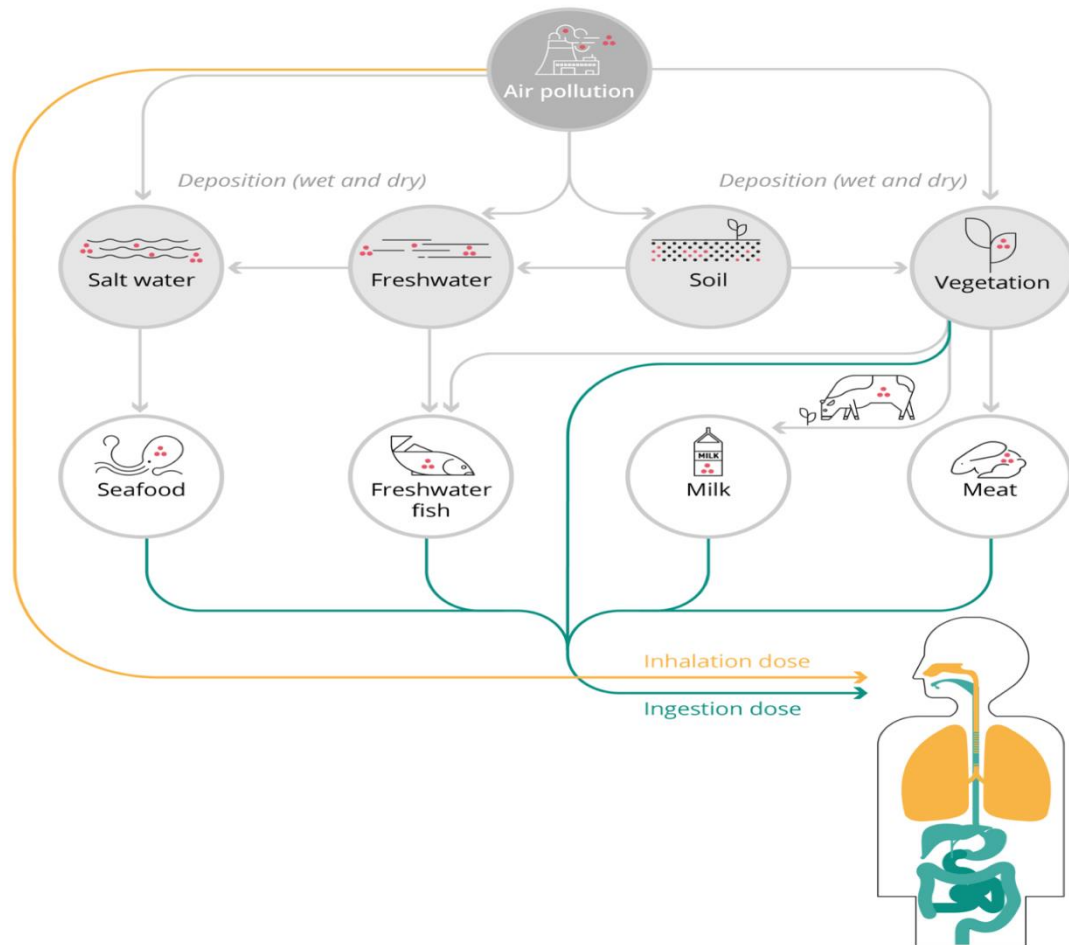 Air pollution
Deposition (wet and dry)
Deposition (wet and dry)
Salt water
Freshwater
Soil
Vegetation
Seafood
Freshwater
fish
MILK
Milk
Meat
Inhalation dose
Ingestion dose